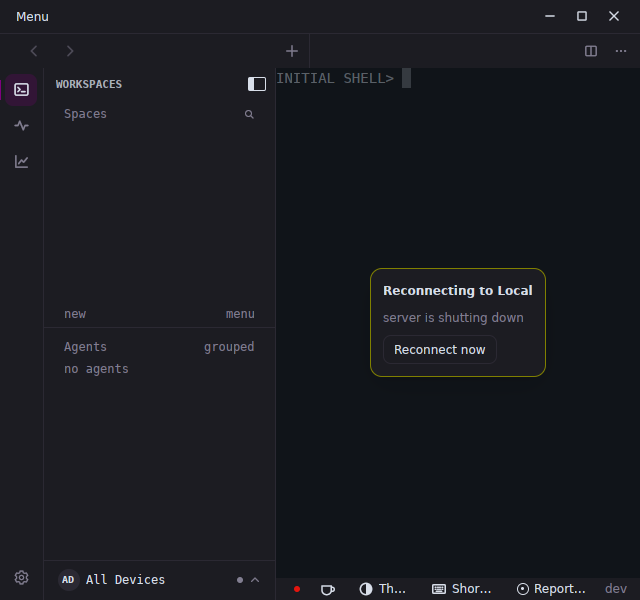 Menu
WORKSPACES
Spaces
new menu
Agents grouped
no agents
AD All Devices
INITIAL SHELL>
Reconnecting to Local
server is shutting down
Reconnect now
Th... Shor... Report... dev